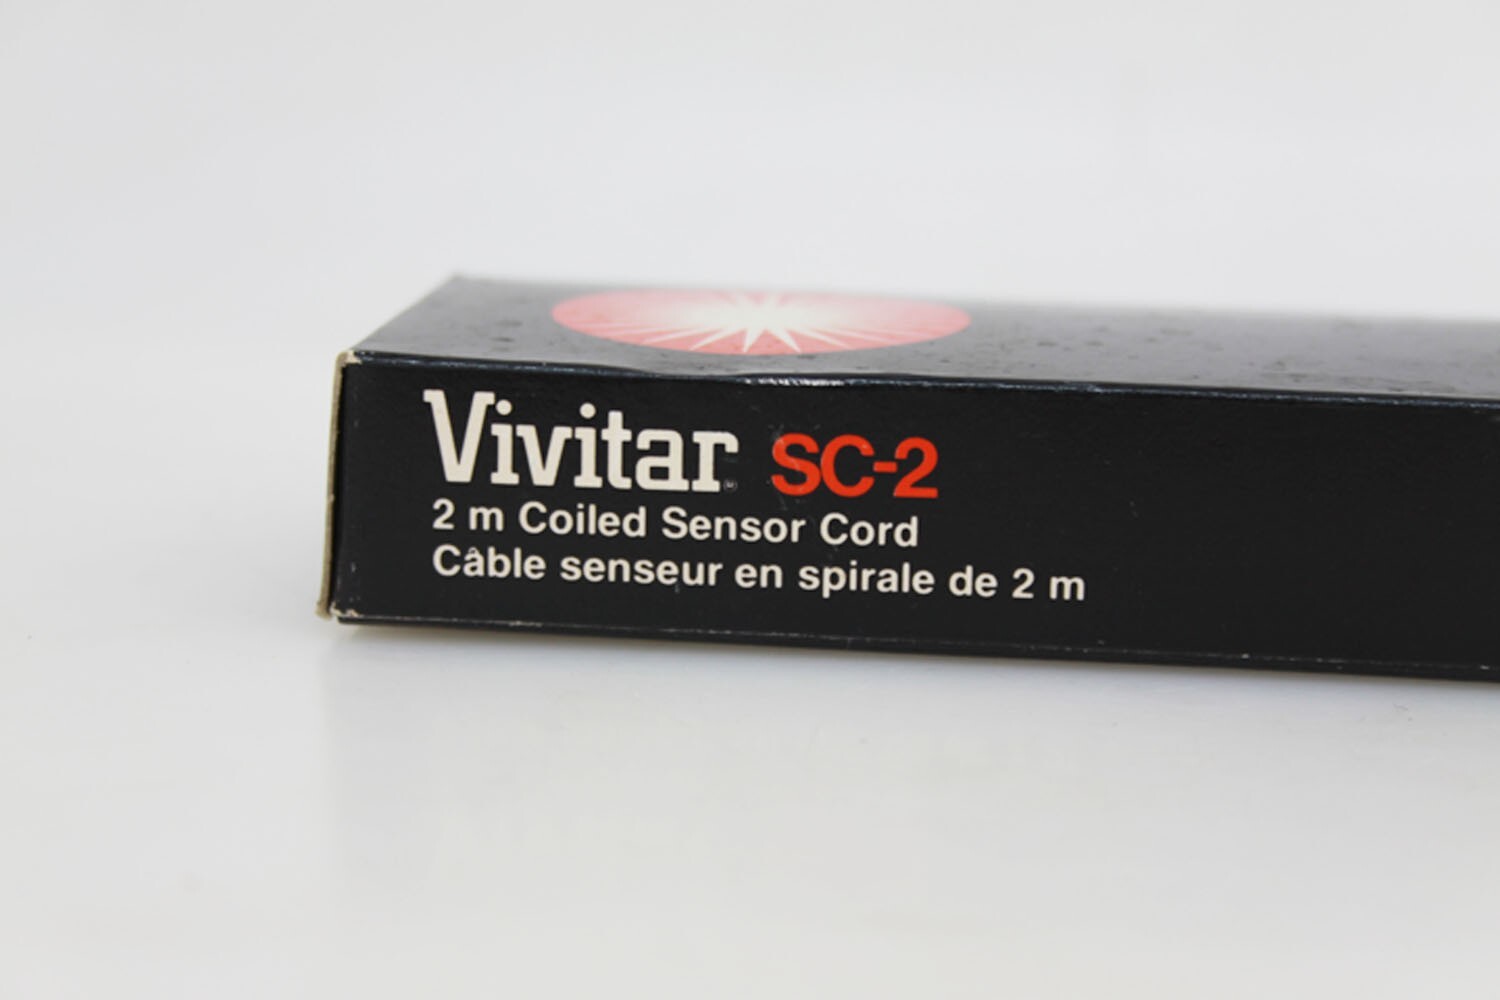 Vivitar SC-2
2 m Coiled Sensor Cord
Câble senseur en spirale de 2 m